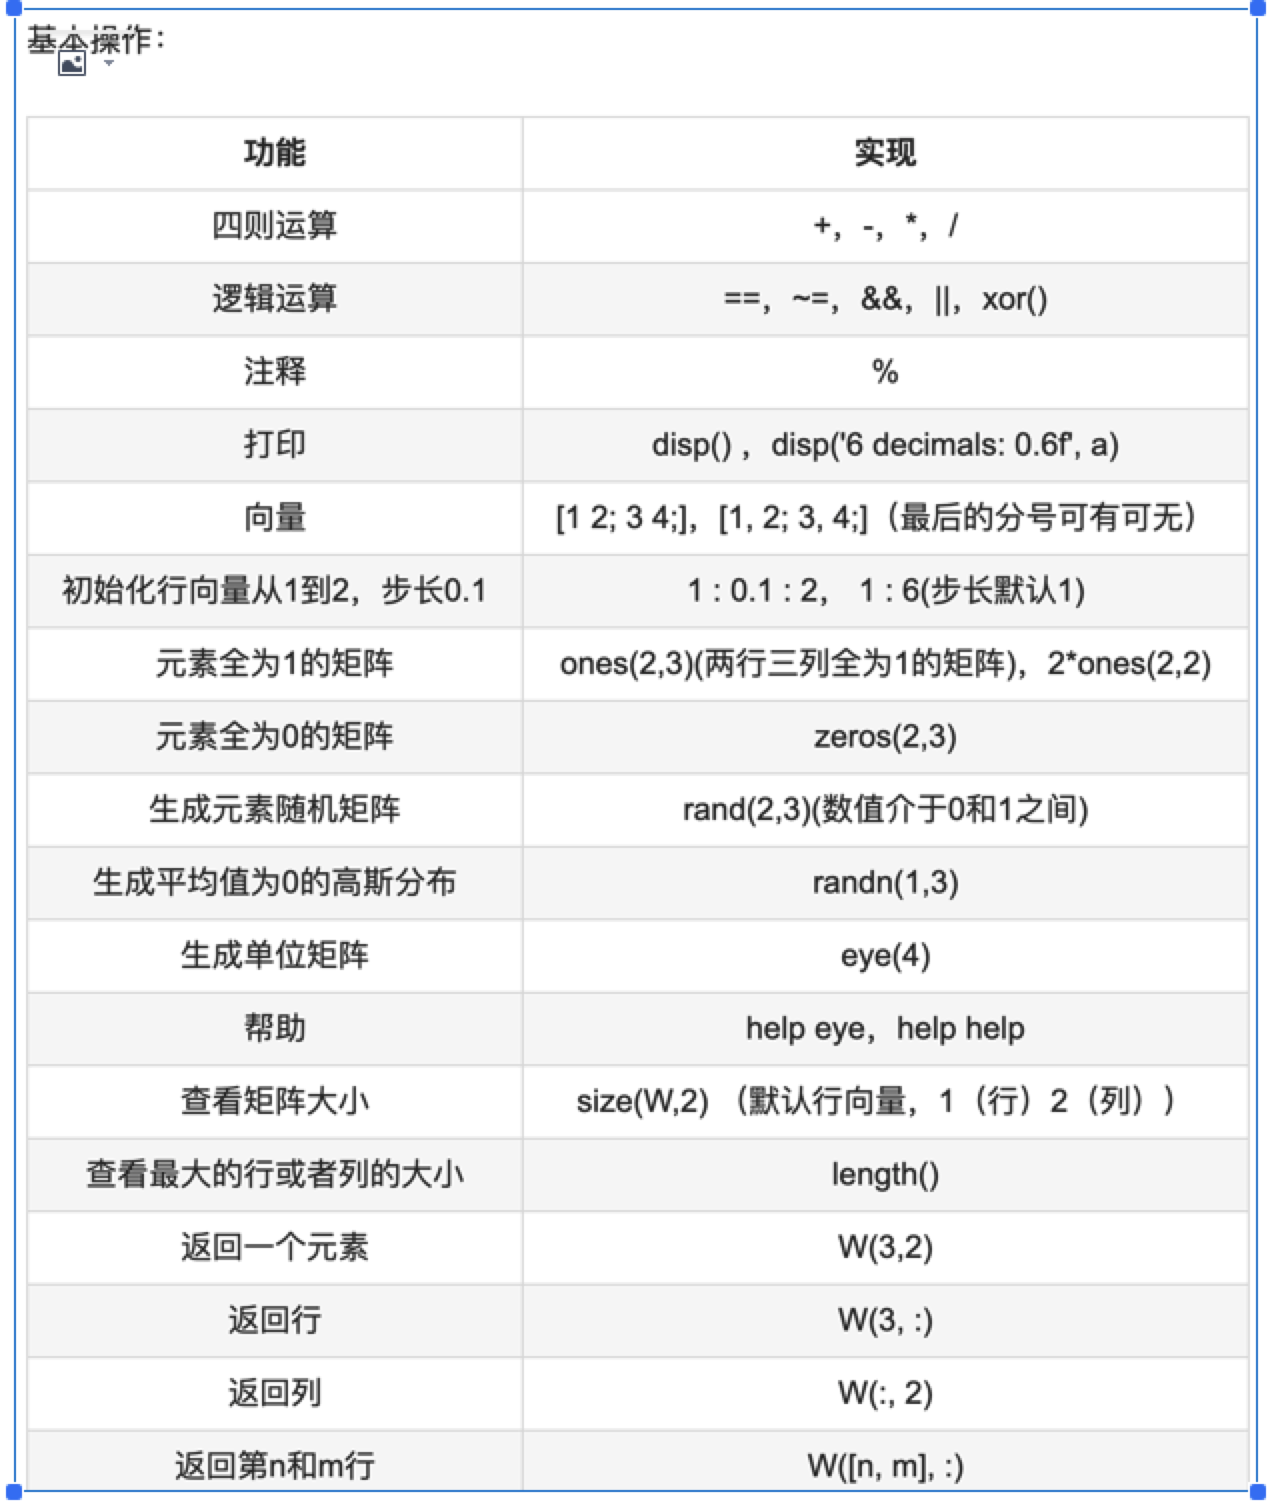 基本操作：
功能 实现
四则运算 +，-，*，/
逻辑运算 ==，~=，&&，||，xor()
注释 %
打印 disp() ，disp('6 decimals: 0.6f', a)
向量 [1 2; 3 4;]，[1, 2; 3, 4;]（最后的分号可有可无）
初始化行向量从1到2，步长0.1 1 : 0.1 : 2， 1 : 6(步长默认1)
元素全为1的矩阵 ones(2,3)(两行三列全为1的矩阵)，2*ones(2,2)
元素全为0的矩阵 zeros(2,3)
生成元素随机矩阵 rand(2,3)(数值介于0和1之间)
生成平均值为0的高斯分布 randn(1,3)
生成单位矩阵 eye(4)
帮助 help eye，help help
查看矩阵大小 size(W,2) （默认行向量，1（行）2（列））
查看最大的行或者列的大小 length()
返回一个元素 W(3,2)
返回行 W(3, :)
返回列 W(:, 2)
返回第n和m行 W([n, m], :)